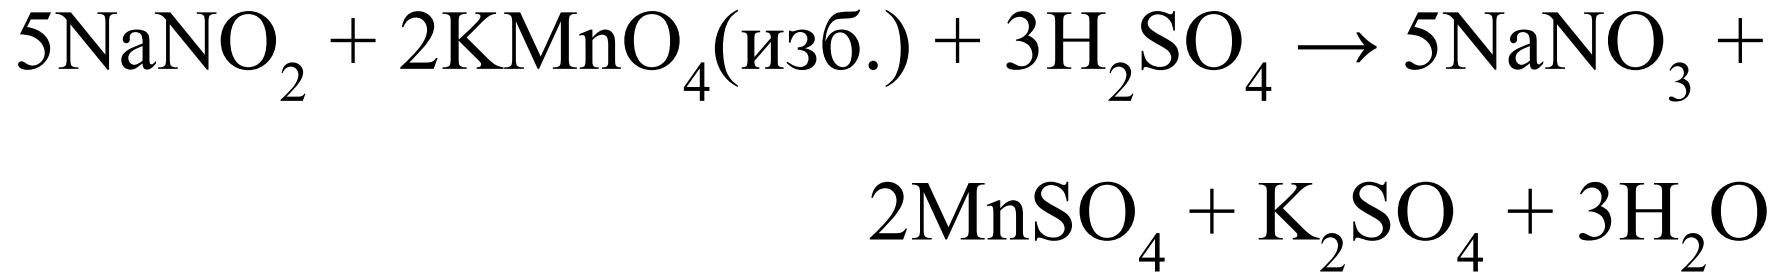 5NaNO₂ + 2KMnO₄(изб.) + 3H₂SO₄ → 5NaNO₃ +
2MnSO₄ + K₂SO₄ + 3H₂O